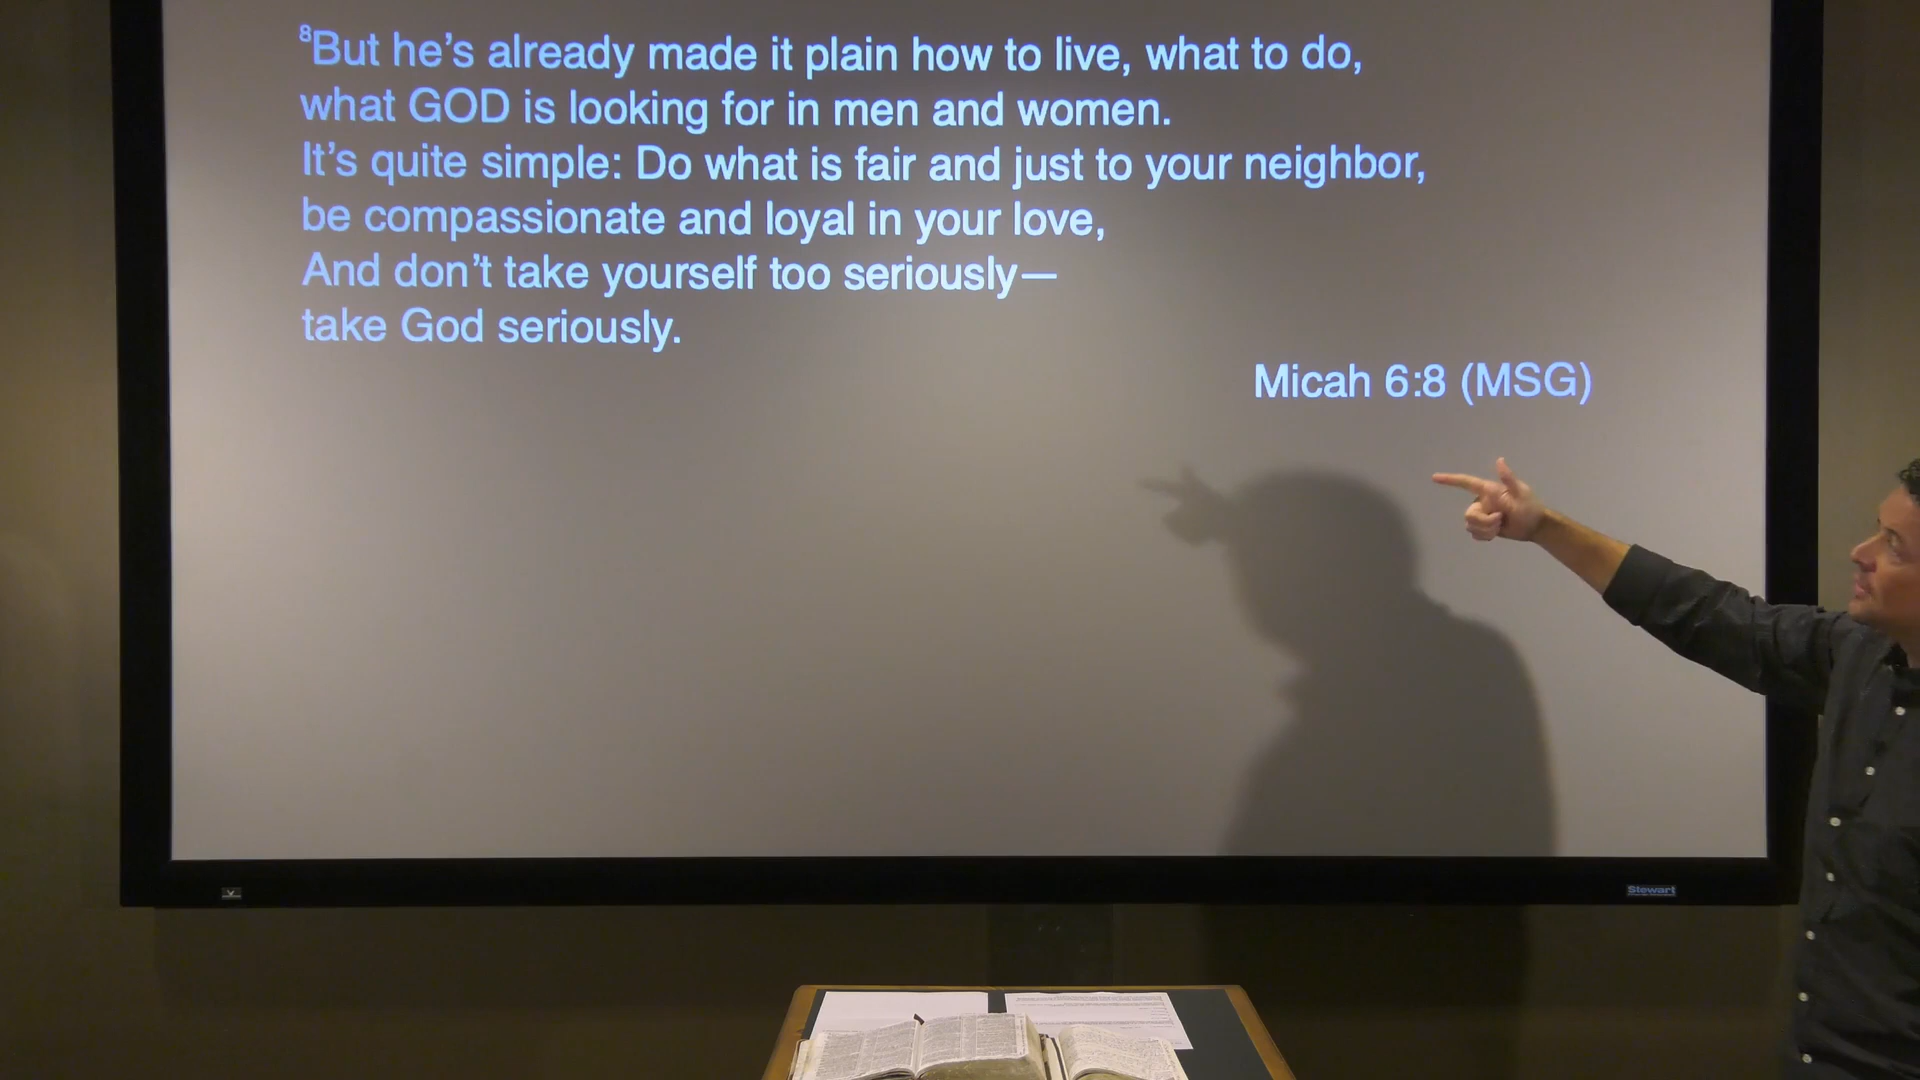 ⁸But he’s already made it plain how to live, what to do,
what GOD is looking for in men and women.
It’s quite simple: Do what is fair and just to your neighbor,
be compassionate and loyal in your love,
And don’t take yourself too seriously—
take God seriously.
Micah 6:8 (MSG)
Stewart